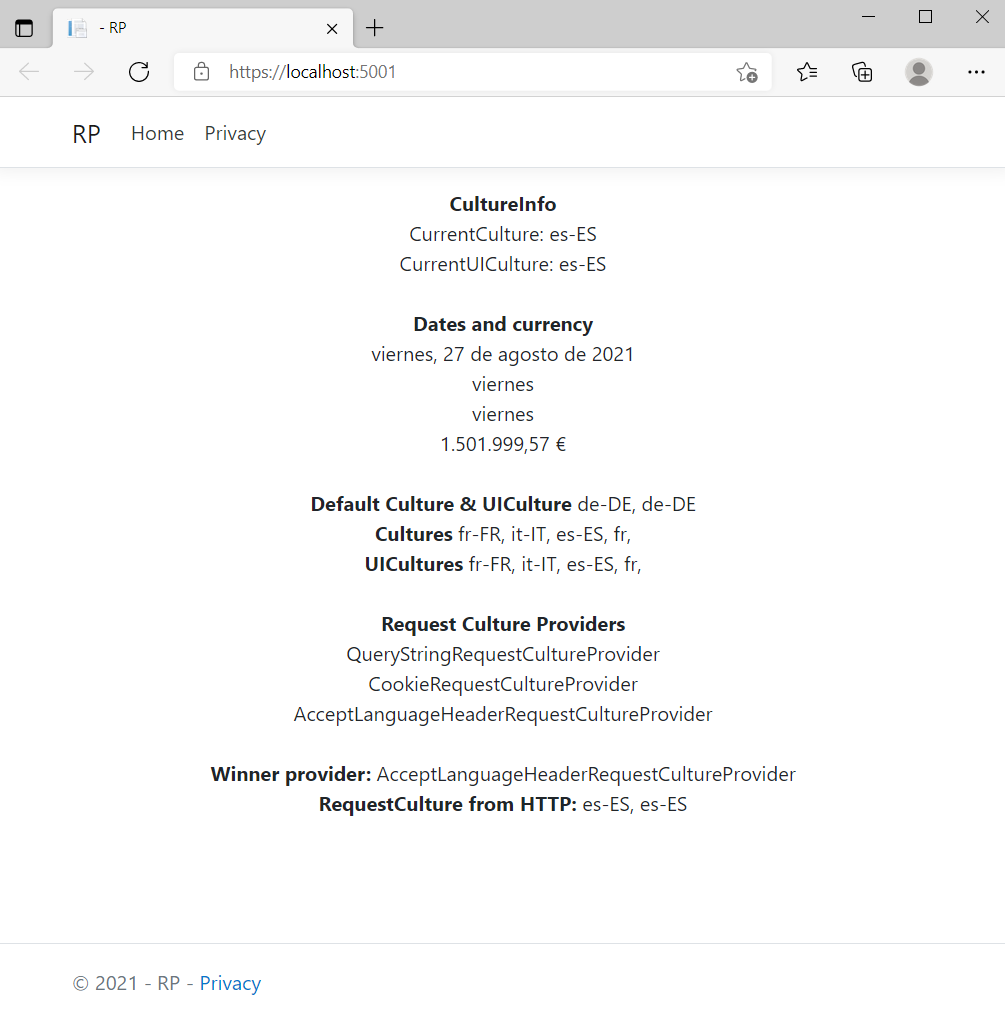 - RP
https://localhost:5001
RP Home Privacy
CultureInfo
CurrentCulture: es-ES
CurrentUICulture: es-ES
Dates and currency
viernes, 27 de agosto de 2021
viernes
viernes
1.501.999,57 €
Default Culture & UICulture de-DE, de-DE
Cultures fr-FR, it-IT, es-ES, fr,
UICultures fr-FR, it-IT, es-ES, fr,
Request Culture Providers
QueryStringRequestCultureProvider
CookieRequestCultureProvider
AcceptLanguageHeaderRequestCultureProvider
Winner provider: AcceptLanguageHeaderRequestCultureProvider
RequestCulture from HTTP: es-ES, es-ES
© 2021 - RP - Privacy